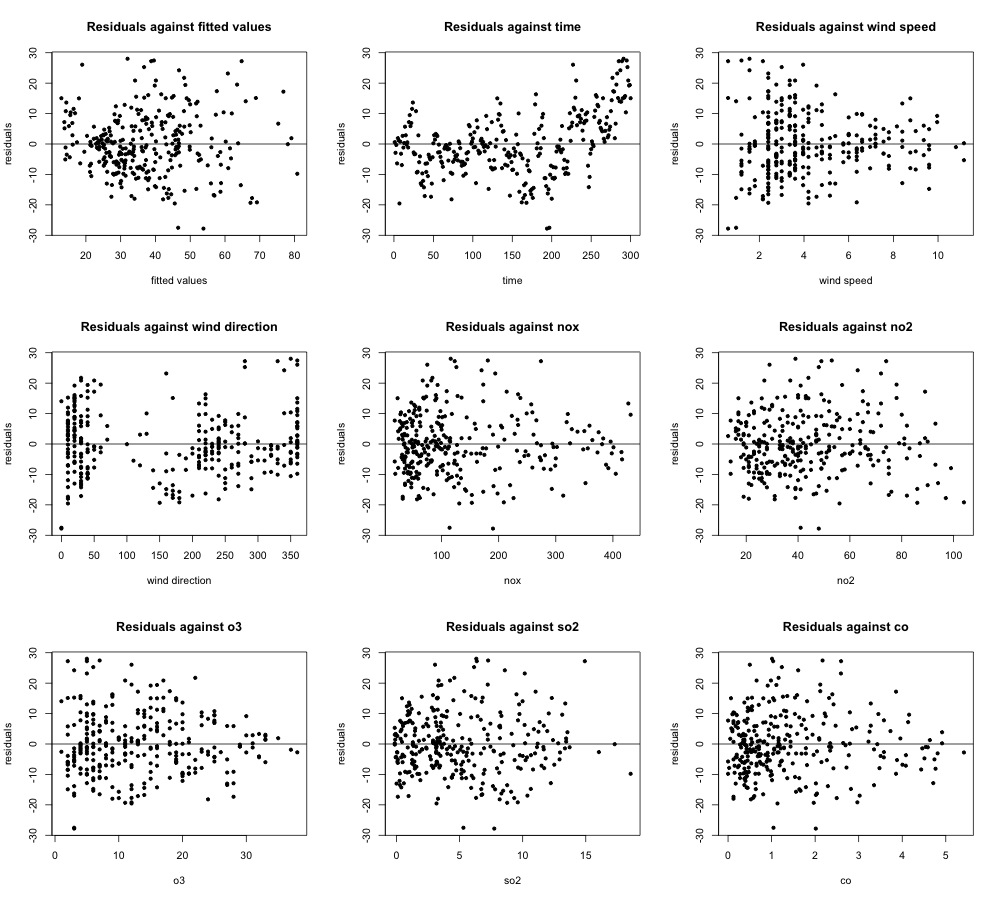 Residuals against fitted values
residuals
30
20
10
0
-10
-20
-30
20 30 40 50 60 70 80
fitted values
Residuals against time
residuals
30
20
10
0
-10
-20
-30
0 50 100 150 200 250 300
time
Residuals against wind speed
residuals
30
20
10
0
-10
-20
-30
2 4 6 8 10
wind speed
Residuals against wind direction
residuals
30
20
10
0
-10
-20
-30
0 50 100 150 200 250 300 350
wind direction
Residuals against nox
residuals
30
20
10
0
-10
-20
-30
100 200 300 400
nox
Residuals against no2
residuals
30
20
10
0
-10
-20
-30
20 40 60 80 100
no2
Residuals against o3
residuals
30
20
10
0
-10
-20
-30
0 10 20 30
o3
Residuals against so2
residuals
30
20
10
0
-10
-20
-30
0 5 10 15
so2
Residuals against co
residuals
30
20
10
0
-10
-20
-30
0 1 2 3 4 5
co